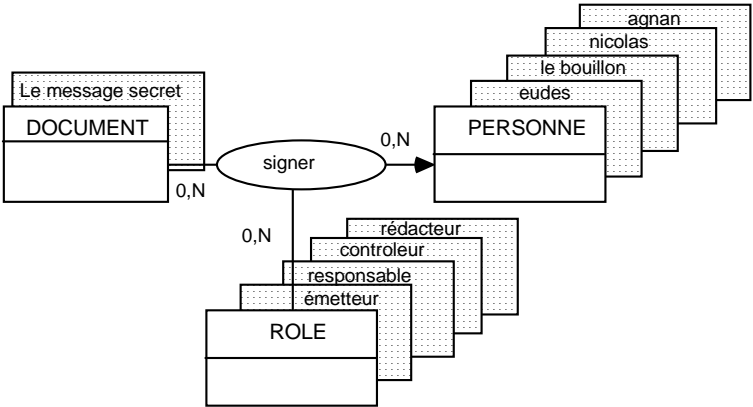 agnan
nicolas
le bouillon
eudes
PERSONNE
Le message secret
DOCUMENT
signer
0,N
0,N
0,N
rédacteur
controleur
responsable
émetteur
ROLE